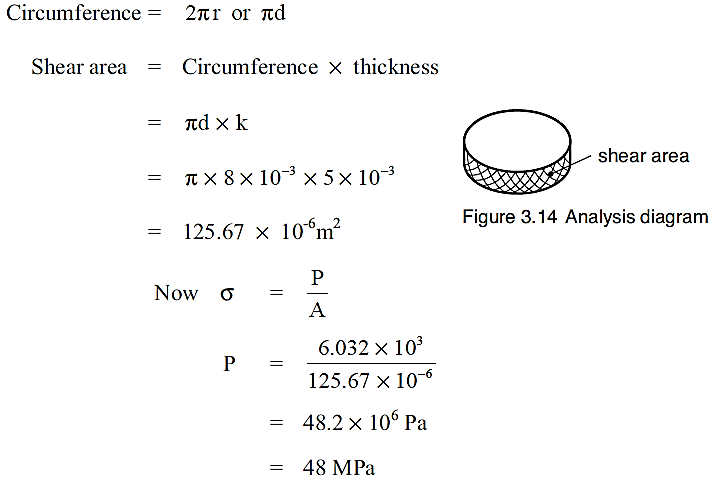 Circumference = 2πr or πd
Shear area = Circumference × thickness
= πd × k
= π × 8 × 10⁻³ × 5 × 10⁻³
= 125.67 × 10⁻⁶m²
shear area
Figure 3.14 Analysis diagram
Now σ = P/A
P = 6.032 × 10³ / 125.67 × 10⁻⁶
= 48.2 × 10⁶ Pa
= 48 MPa